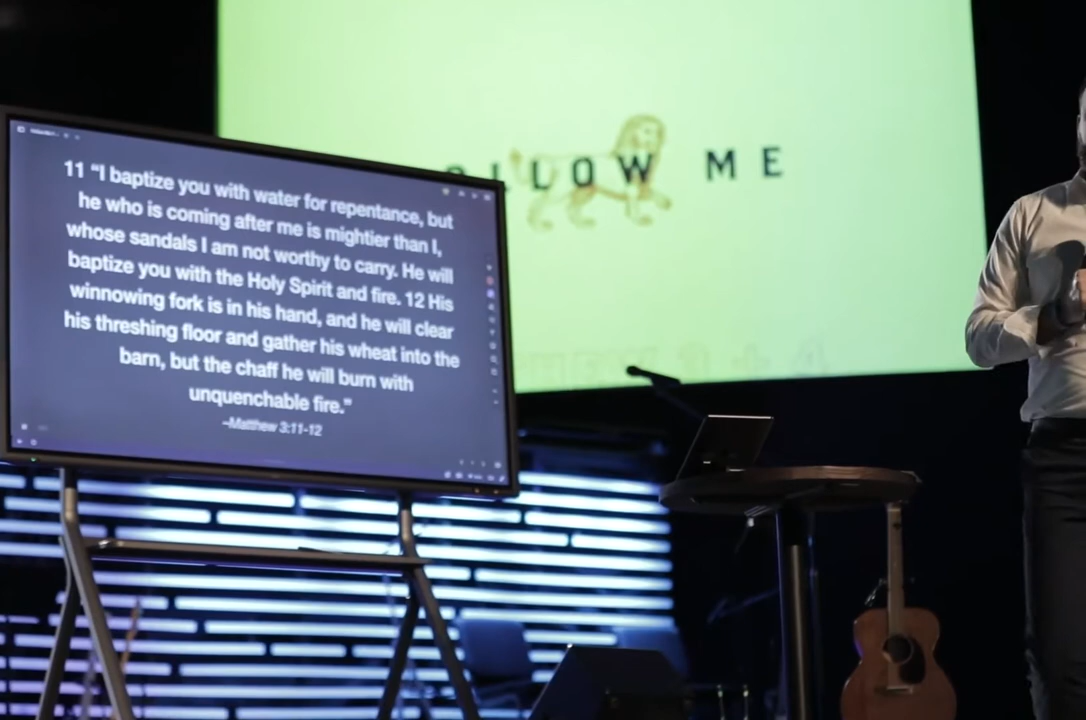 11 “I baptize you with water for repentance, but
he who is coming after me is mightier than I,
whose sandals I am not worthy to carry. He will
baptize you with the Holy Spirit and fire. 12 His
winnowing fork is in his hand, and he will clear
his threshing floor and gather his wheat into the
barn, but the chaff he will burn with
unquenchable fire.”
–Matthew 3:11-12
OLLOW ME